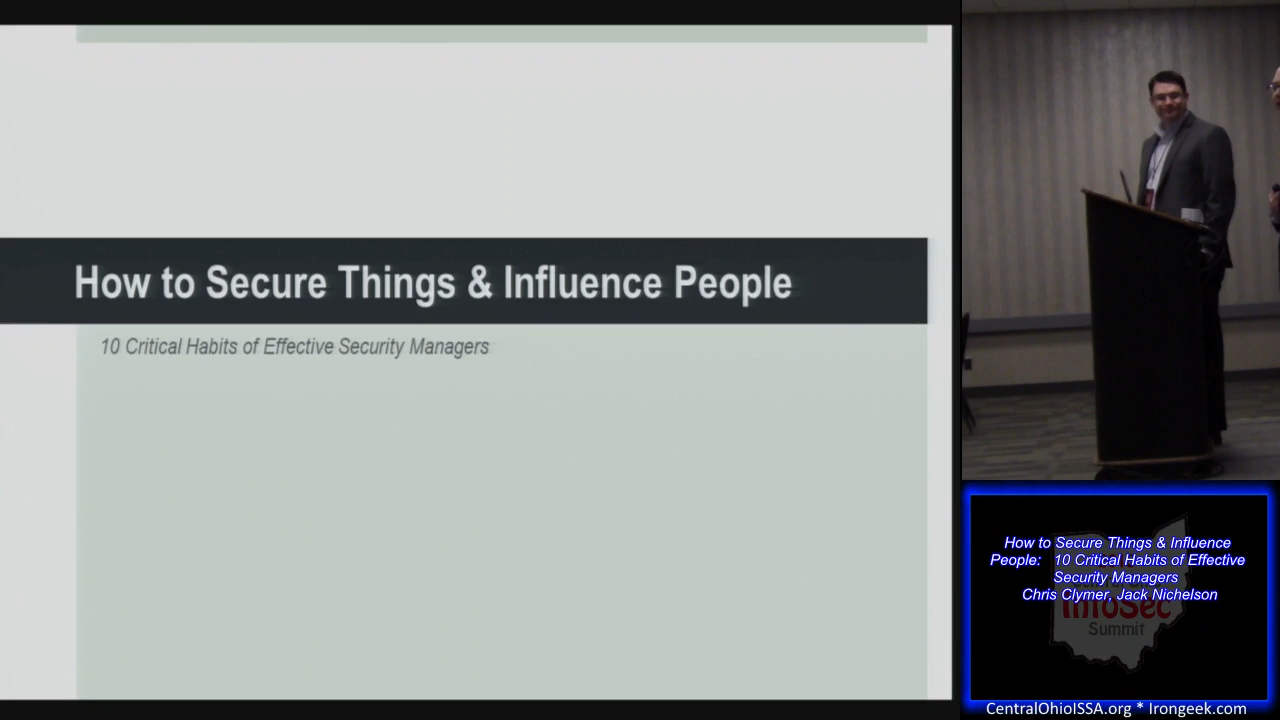 How to Secure Things & Influence People
10 Critical Habits of Effective Security Managers
How to Secure Things & Influence
People: 10 Critical Habits of Effective
Security Managers
Chris Clymer, Jack Nichelson
InfoSec
Summit
CentralOhioISSA.org * Irongeek.com